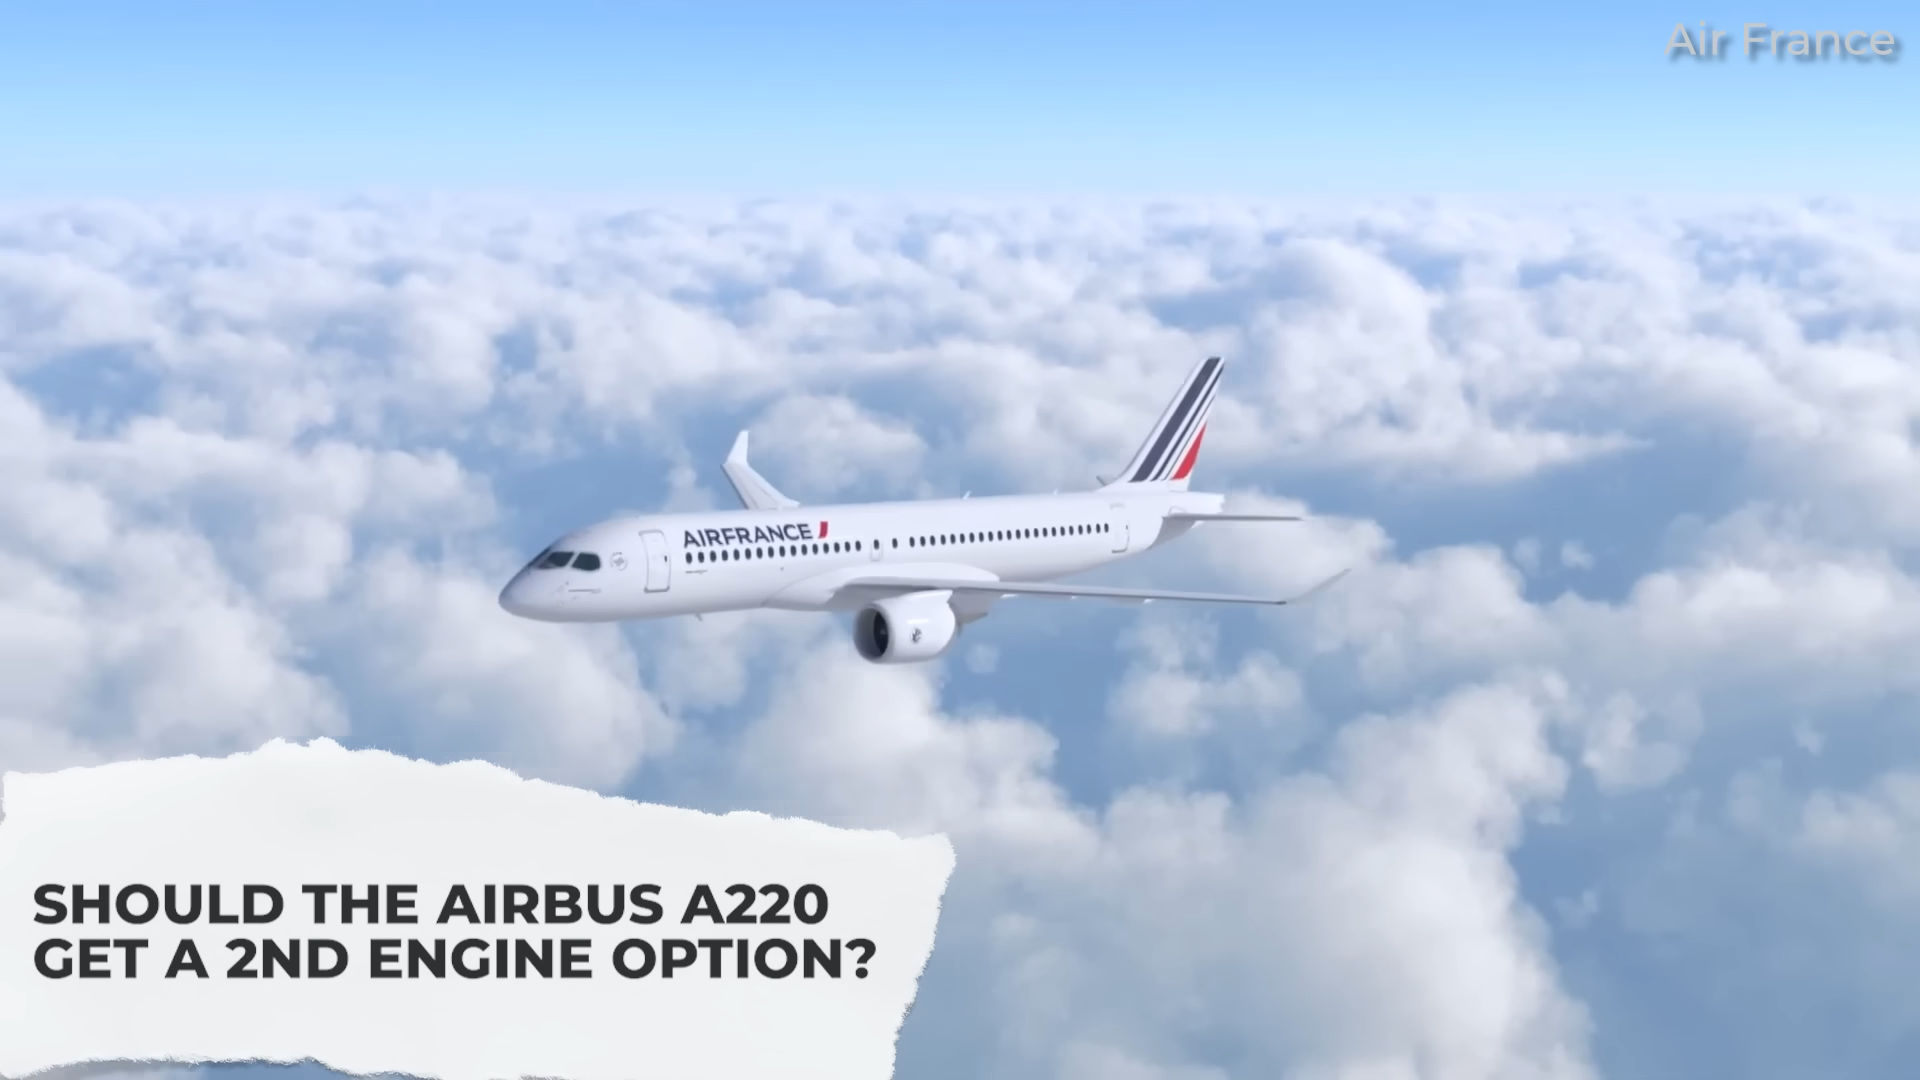 Air France
AIRFRANCE
SHOULD THE AIRBUS A220
GET A 2ND ENGINE OPTION?